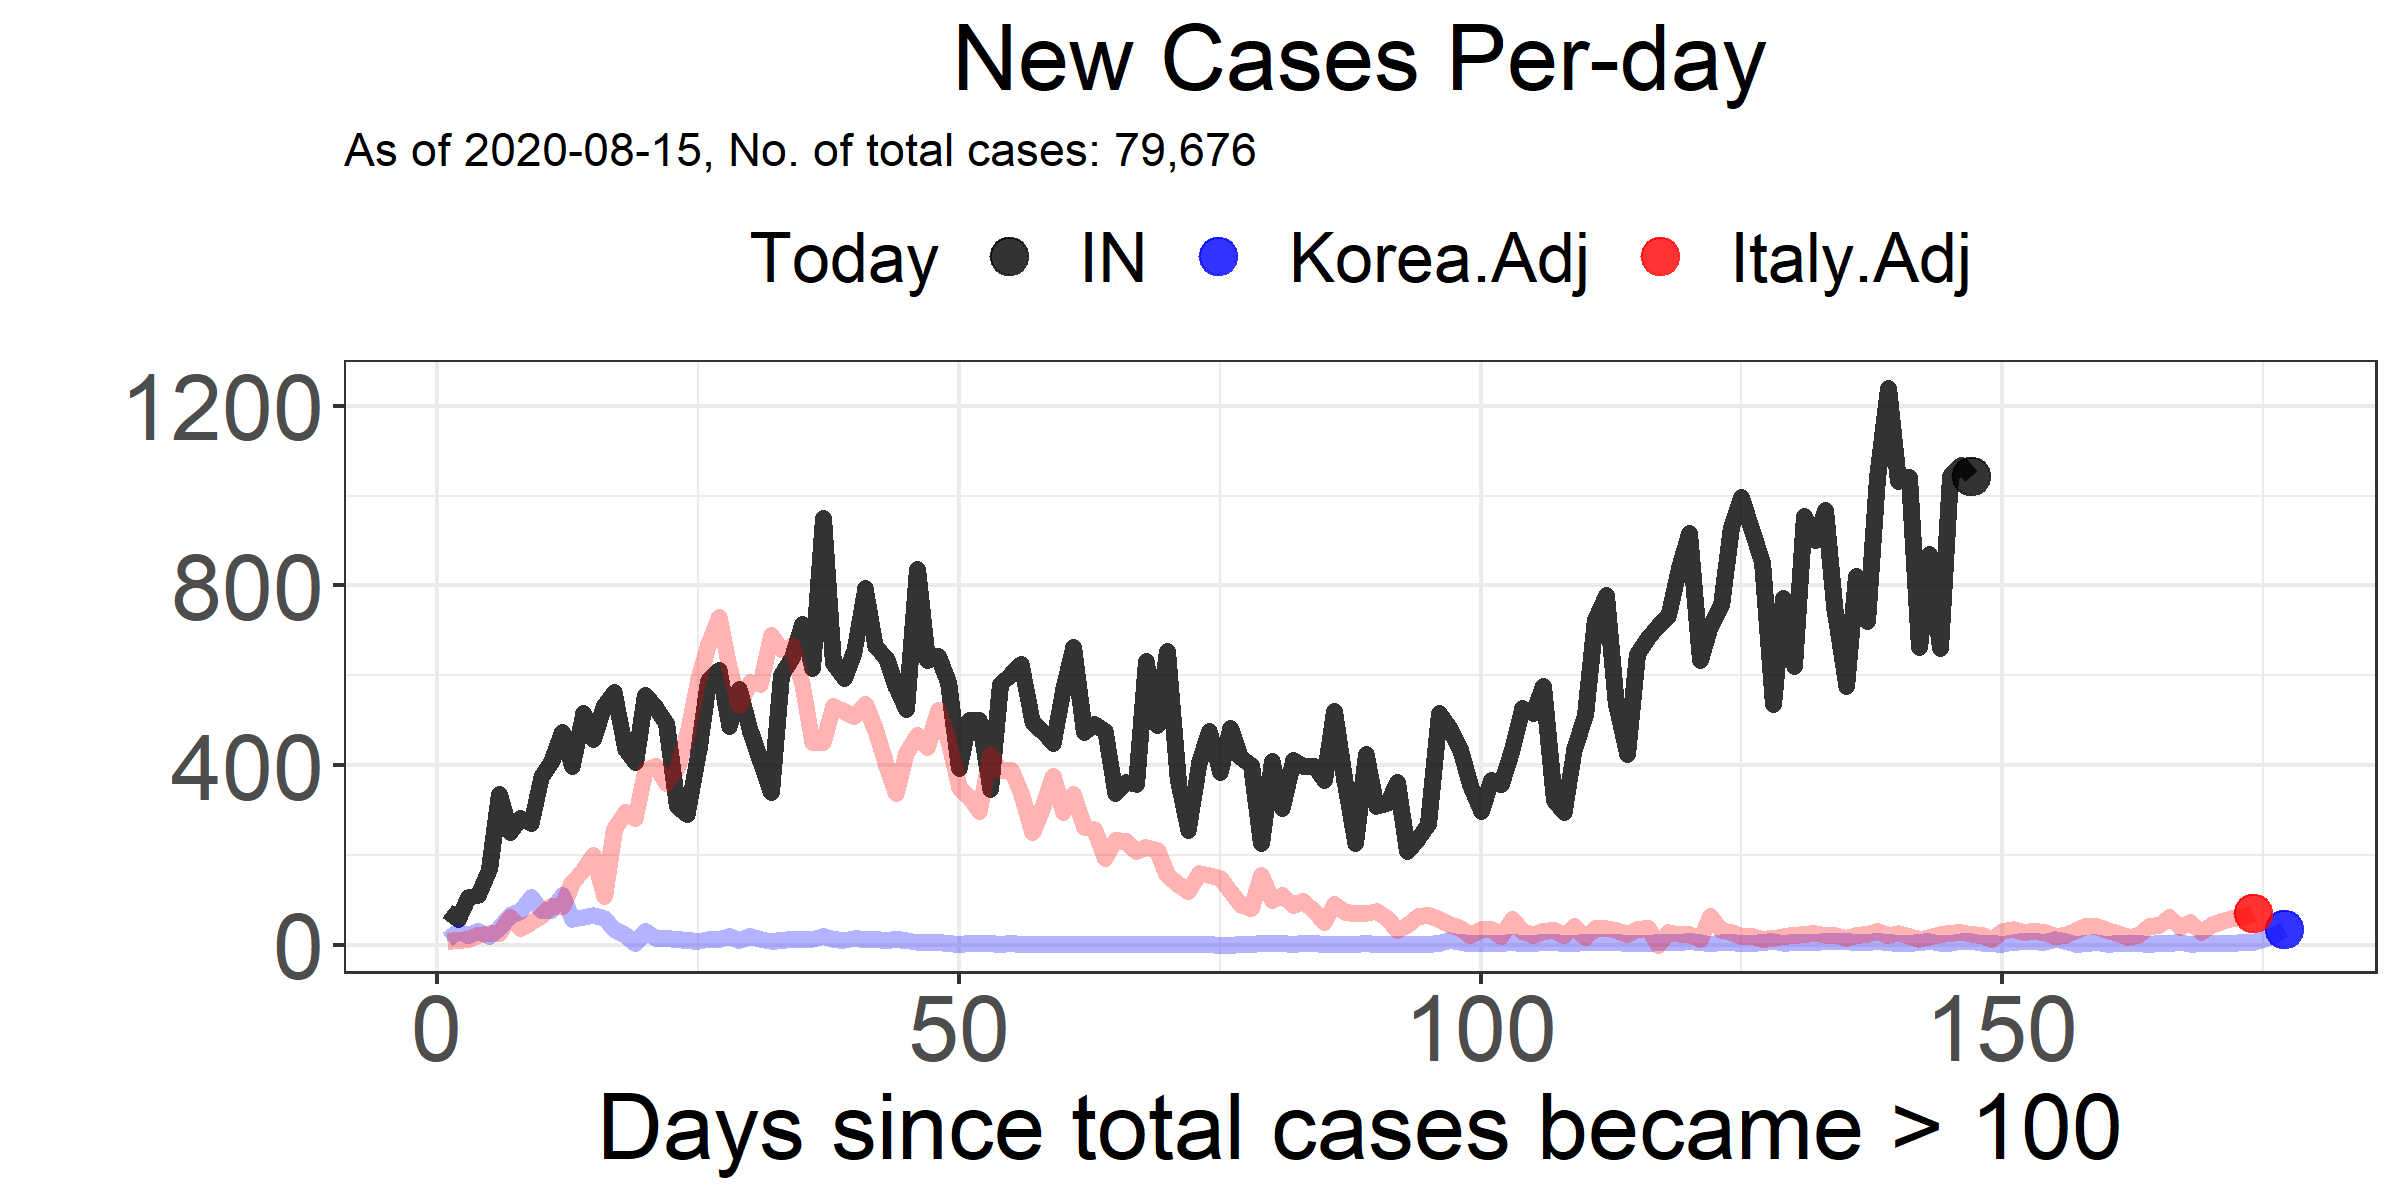 New Cases Per-day
As of 2020-08-15, No. of total cases: 79,676
Today IN Korea.Adj Italy.Adj
1200
800
400
0
0 50 100 150
Days since total cases became > 100